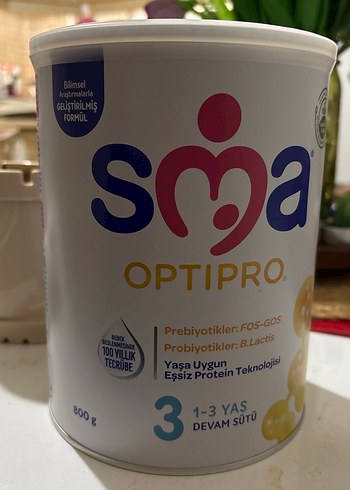 Bilimsel
Araştırmalarla
GELİŞTİRİLMİŞ
FORMÜL
sma
OPTIPRO®
Prebiyotikler: FOS-GOS
Probiyotikler: B.Lactis
BEBEK
BESLENMESİNDE
100 YILLIK
TECRÜBE
Yaşa Uygun
Eşsiz Protein Teknolojisi
800 g
3 1-3 YAŞ
DEVAM SÜTÜ